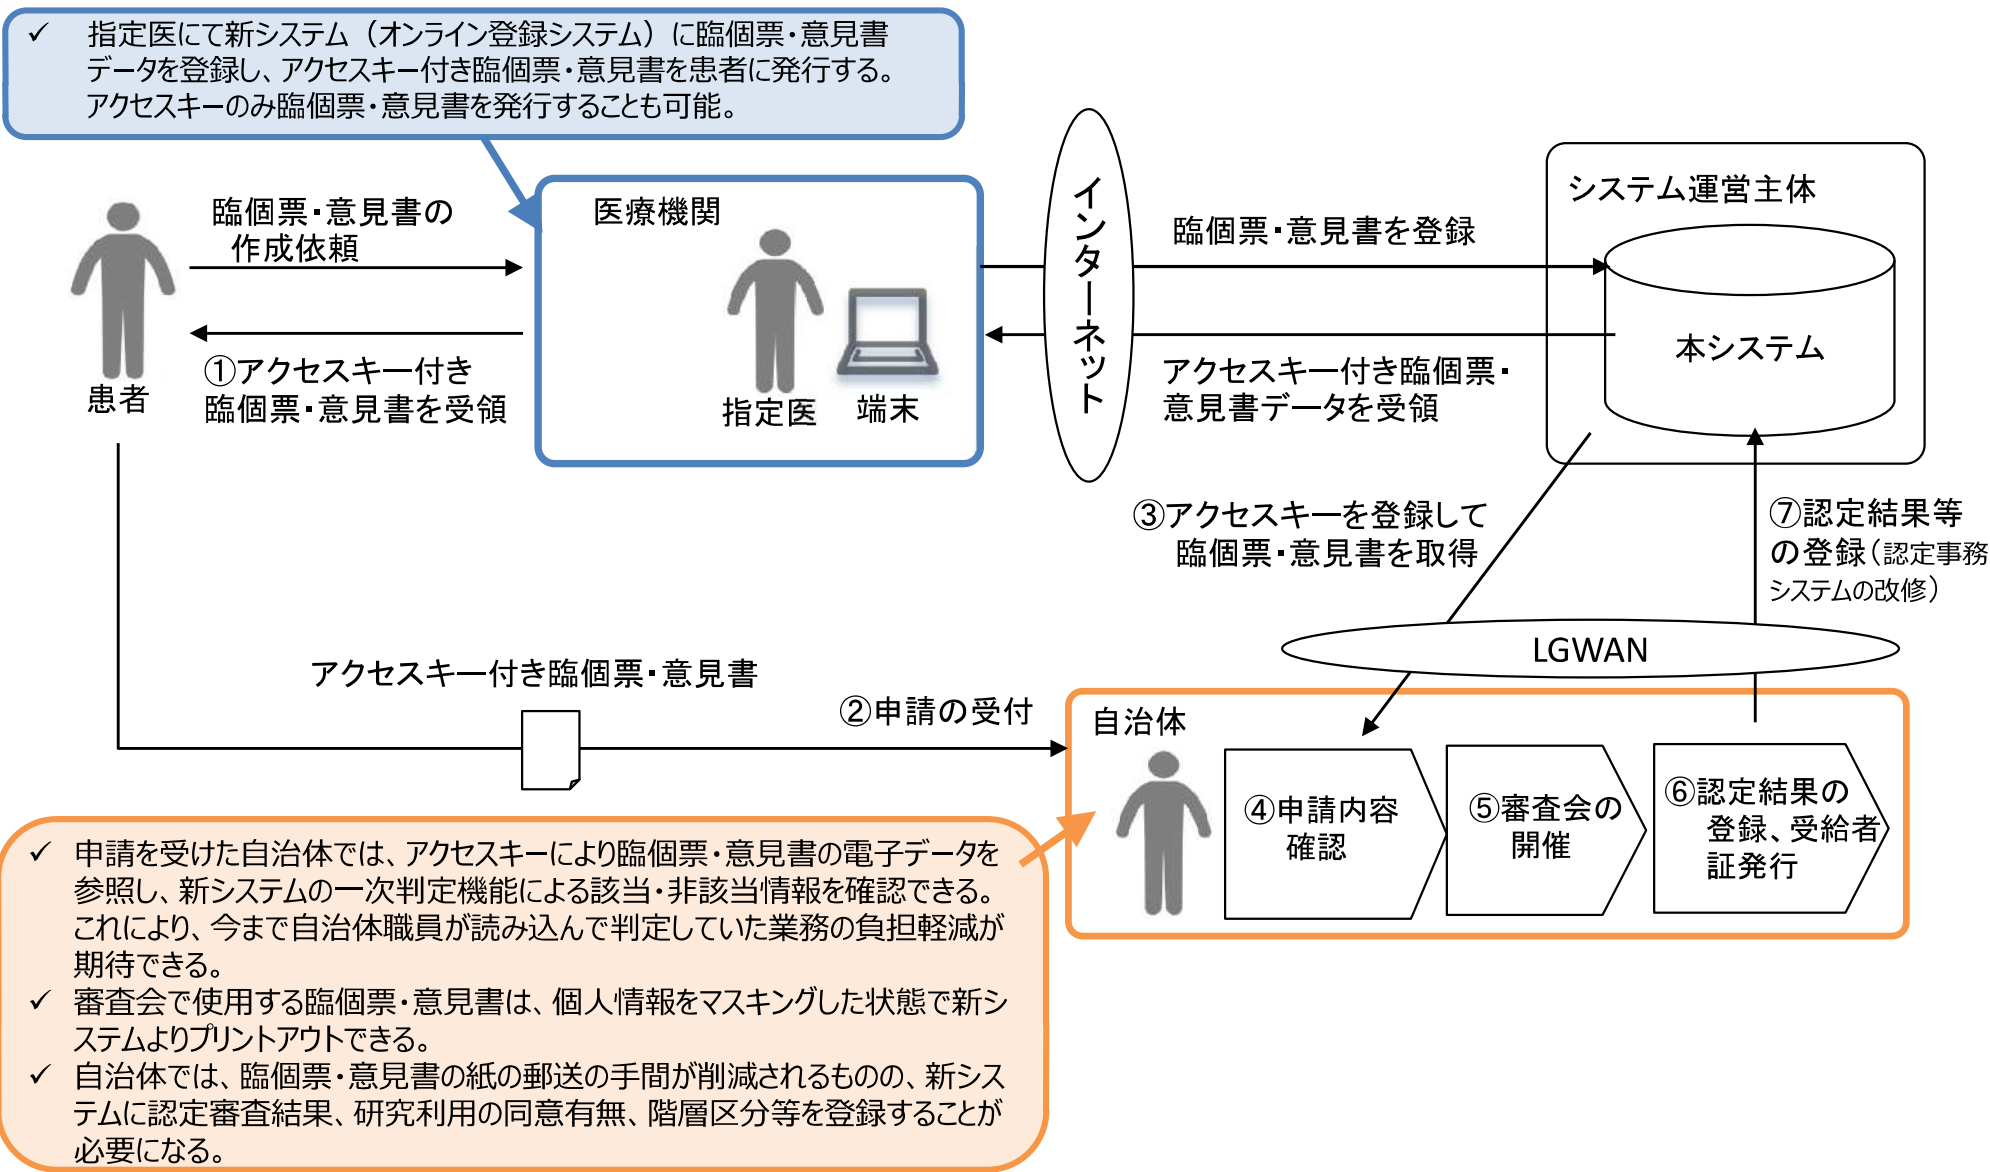 ✓ 指定医にて新システム（オンライン登録システム）に臨個票・意見書
データを登録し、アクセスキー付き臨個票・意見書を患者に発行する。
アクセスキーのみ臨個票・意見書を発行することも可能。
臨個票・意見書の
作成依頼
医療機関
インターネット
臨個票・意見書を登録
システム運営主体
本システム
患者
①アクセスキー付き
臨個票・意見書を受領
指定医
端末
アクセスキー付き臨個票・
意見書データを受領
③アクセスキーを登録して
臨個票・意見書を取得
⑦認定結果等
の登録（認定事務
システムの改修）
LGWAN
アクセスキー付き臨個票・意見書
②申請の受付
自治体
④申請内容
確認
⑤審査会の
開催
⑥認定結果の
登録、受給者
証発行
✓ 申請を受けた自治体では、アクセスキーにより臨個票・意見書の電子データを
参照し、新システムの一次判定機能による該当・非該当情報を確認できる。
これにより、今まで自治体職員が読み込んで判定していた業務の負担軽減が
期待できる。
✓ 審査会で使用する臨個票・意見書は、個人情報をマスキングした状態で新シ
ステムよりプリントアウトできる。
✓ 自治体では、臨個票・意見書の紙の郵送の手間が削減されるものの、新シス
テムに認定審査結果、研究利用の同意有無、階層区分等を登録することが
必要になる。